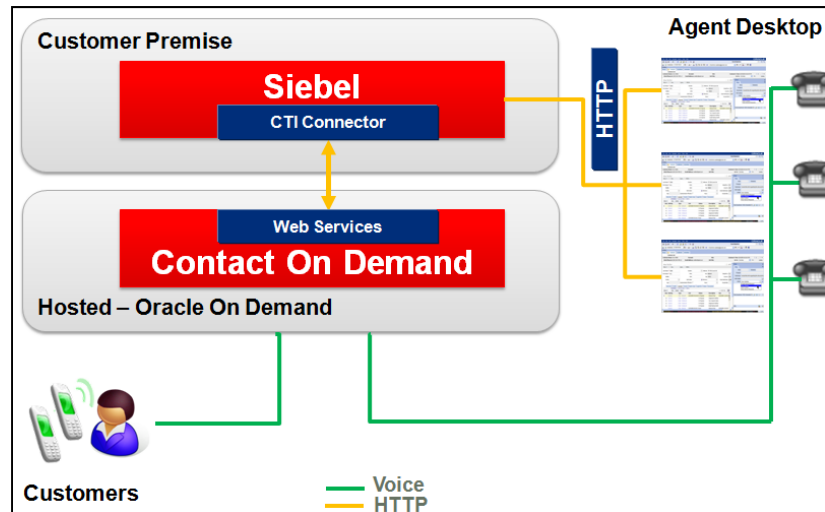 Customer Premise
Siebel
CTI Connector
Web Services
Contact On Demand
Hosted – Oracle On Demand
Customers
HTTP
Agent Desktop
Voice
HTTP